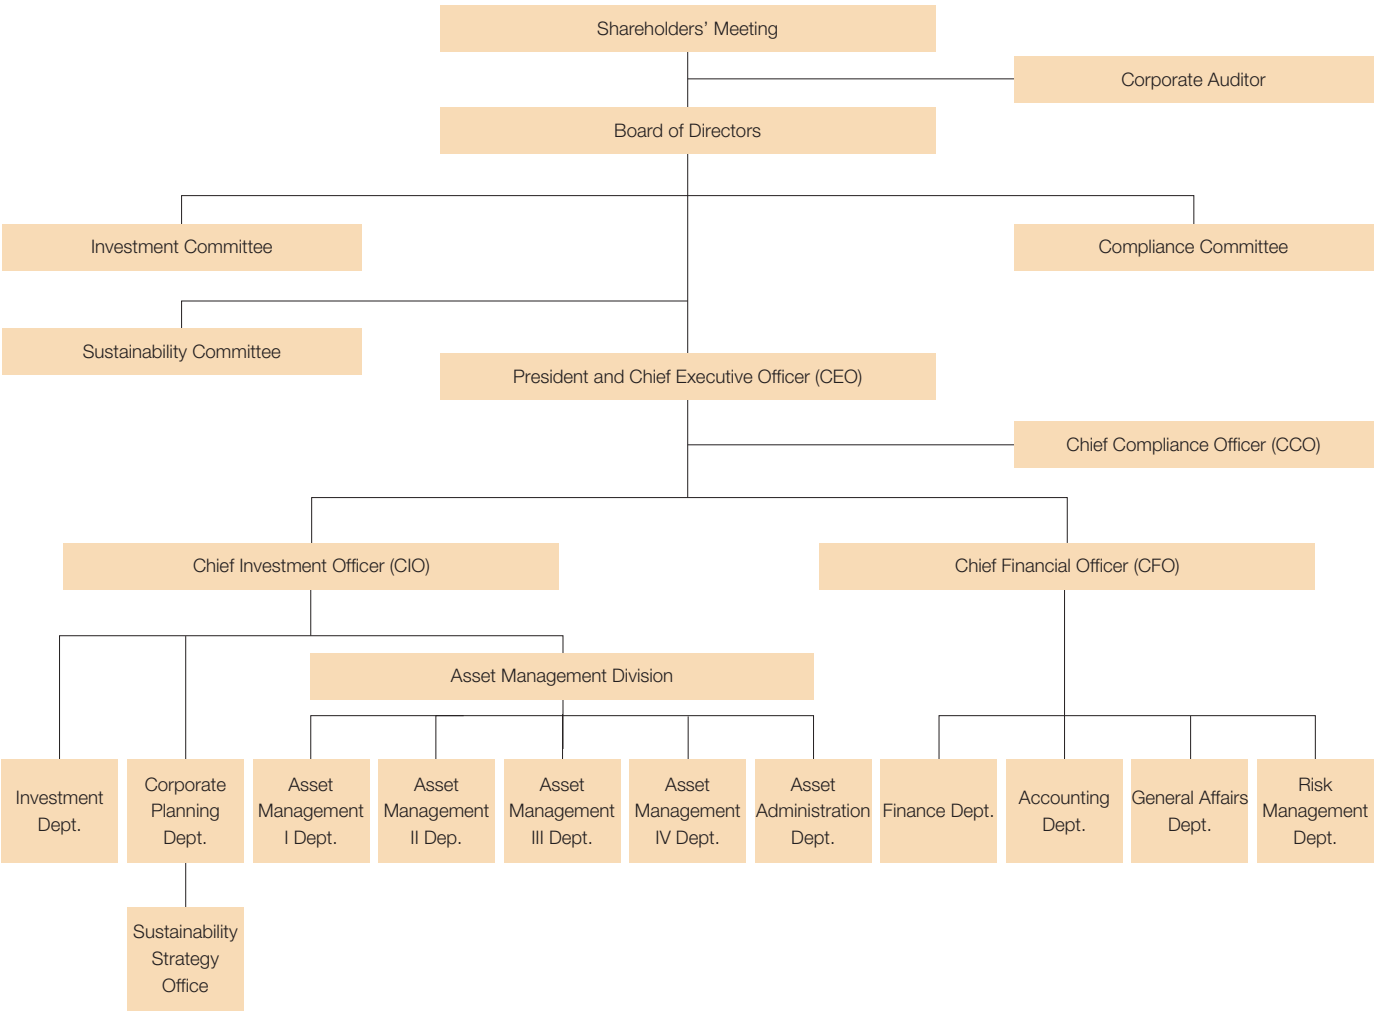 Shareholders’ Meeting
Corporate Auditor
Board of Directors
Investment Committee
Compliance Committee
Sustainability Committee
President and Chief Executive Officer (CEO)
Chief Compliance Officer (CCO)
Chief Investment Officer (CIO)
Chief Financial Officer (CFO)
Asset Management Division
Investment
Dept.
Corporate
Planning
Dept.
Asset
Management
I Dept.
Asset
Management
II Dep.
Asset
Management
III Dept.
Asset
Management
IV Dept.
Asset
Administration
Dept.
Finance Dept.
Accounting
Dept.
General Affairs
Dept.
Risk
Management
Dept.
Sustainability
Strategy
Office